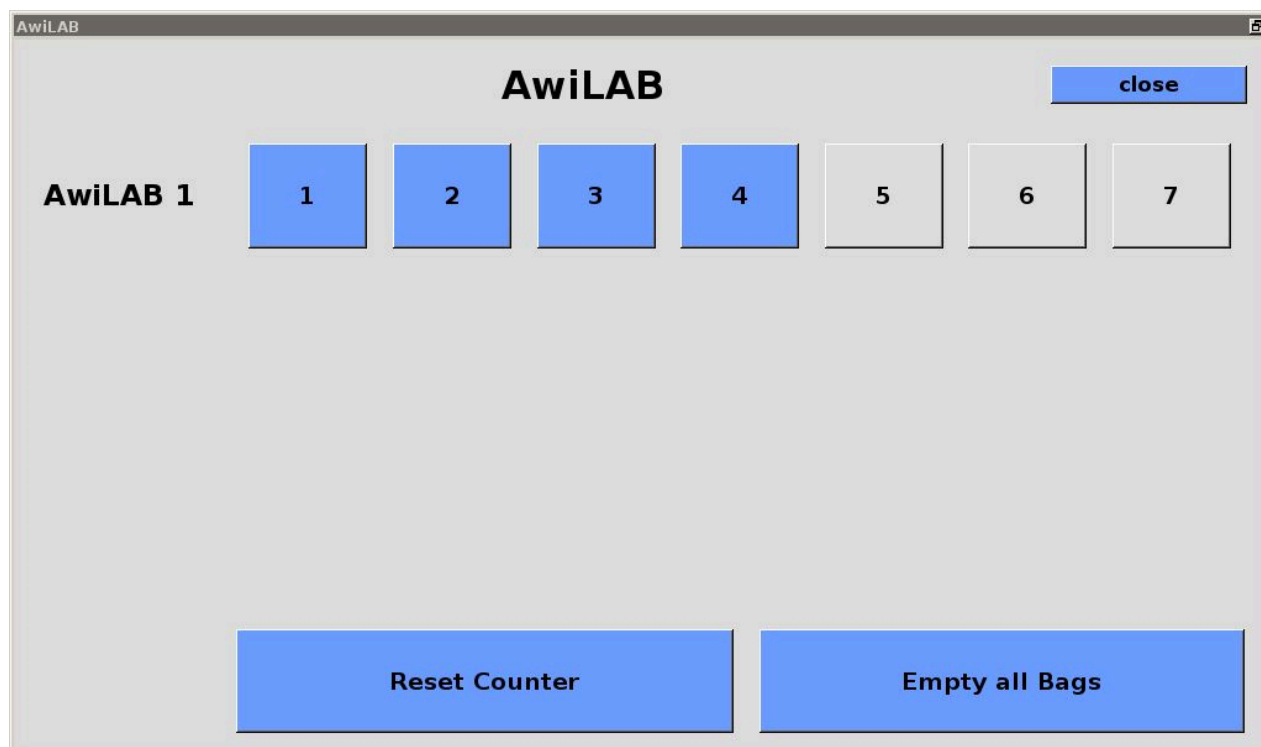 AwiLAB
AwiLAB
close
AwiLAB 1
1 2 3 4 5 6 7
Reset Counter
Empty all Bags